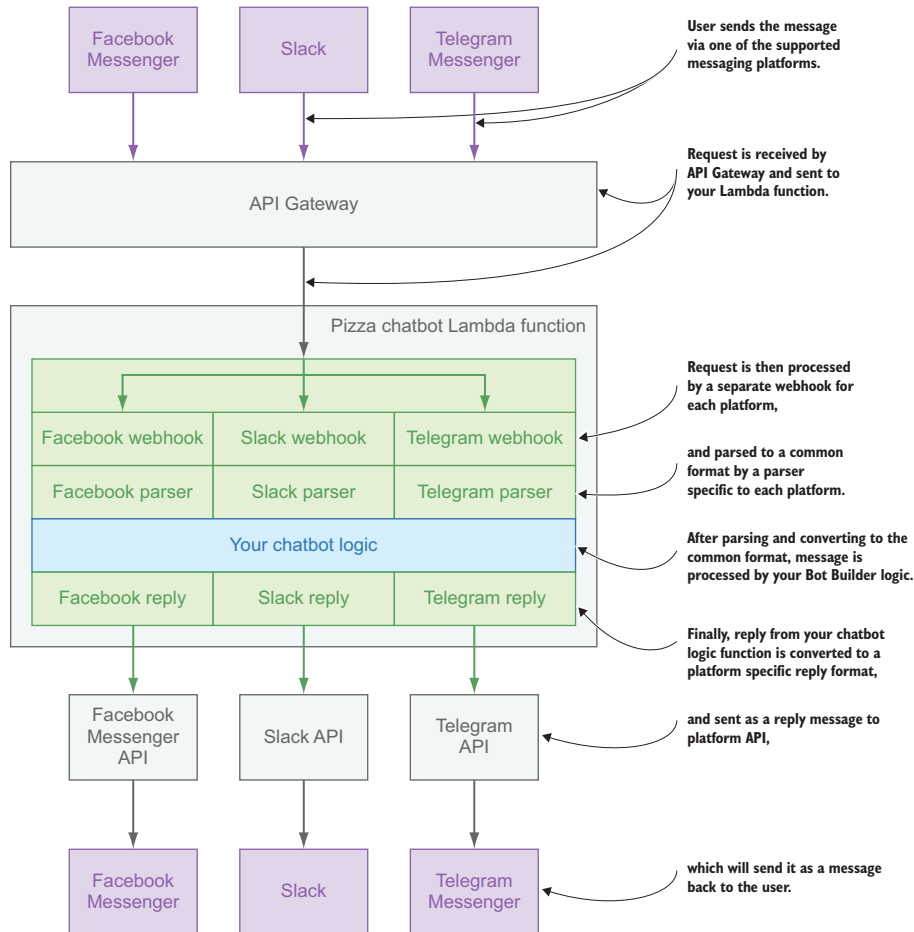 Facebook
Messenger
Slack
Telegram
Messenger
User sends the message
via one of the supported
messaging platforms.
API Gateway
Request is received by
API Gateway and sent to
your Lambda function.
Pizza chatbot Lambda function
Request is then processed
by a separate webhook for
each platform,
Facebook webhook
Slack webhook
Telegram webhook
and parsed to a common
format by a parser
specific to each platform.
Facebook parser
Slack parser
Telegram parser
Your chatbot logic
After parsing and converting to the
common format, message is
processed by your Bot Builder logic.
Facebook reply
Slack reply
Telegram reply
Finally, reply from your chatbot
logic function is converted to a
platform specific reply format,
Facebook
Messenger
API
Slack API
Telegram
API
and sent as a reply message to
platform API,
Facebook
Messenger
Slack
Telegram
Messenger
which will send it as a message
back to the user.